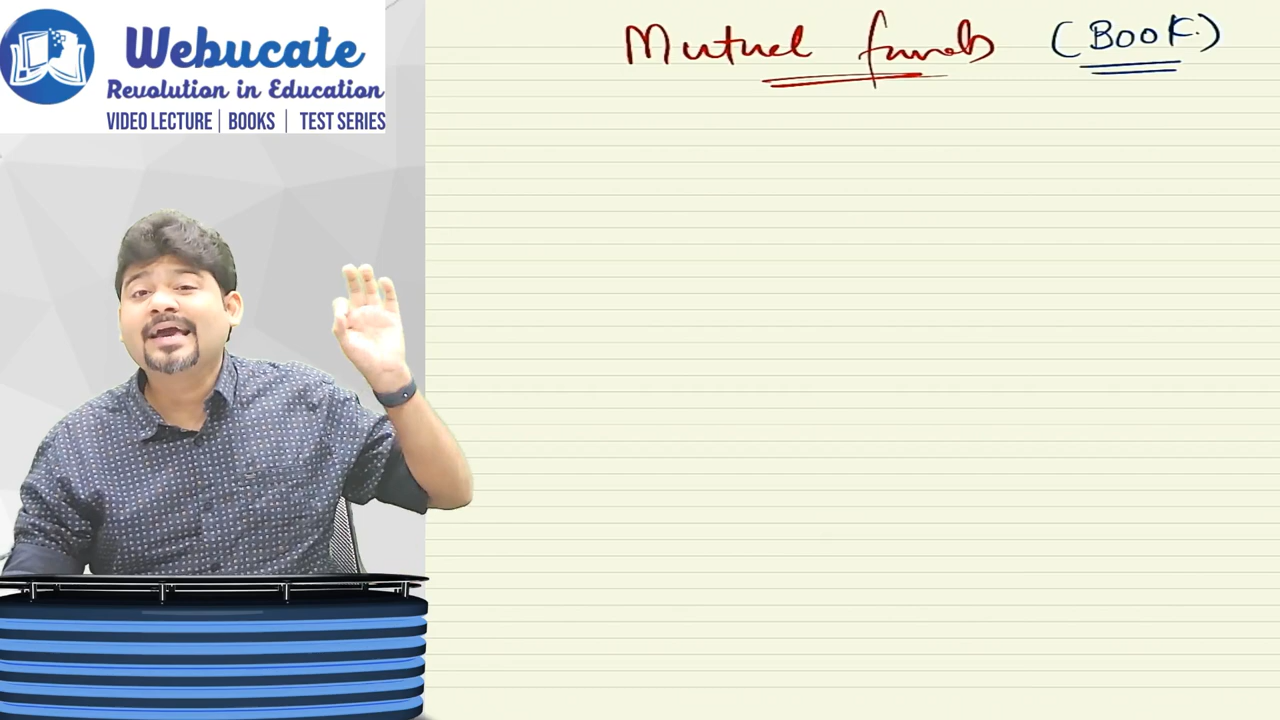 Webucate
Revolution in Education
VIDEO LECTURE | BOOKS | TEST SERIES
Mutual funds (BOOK.)